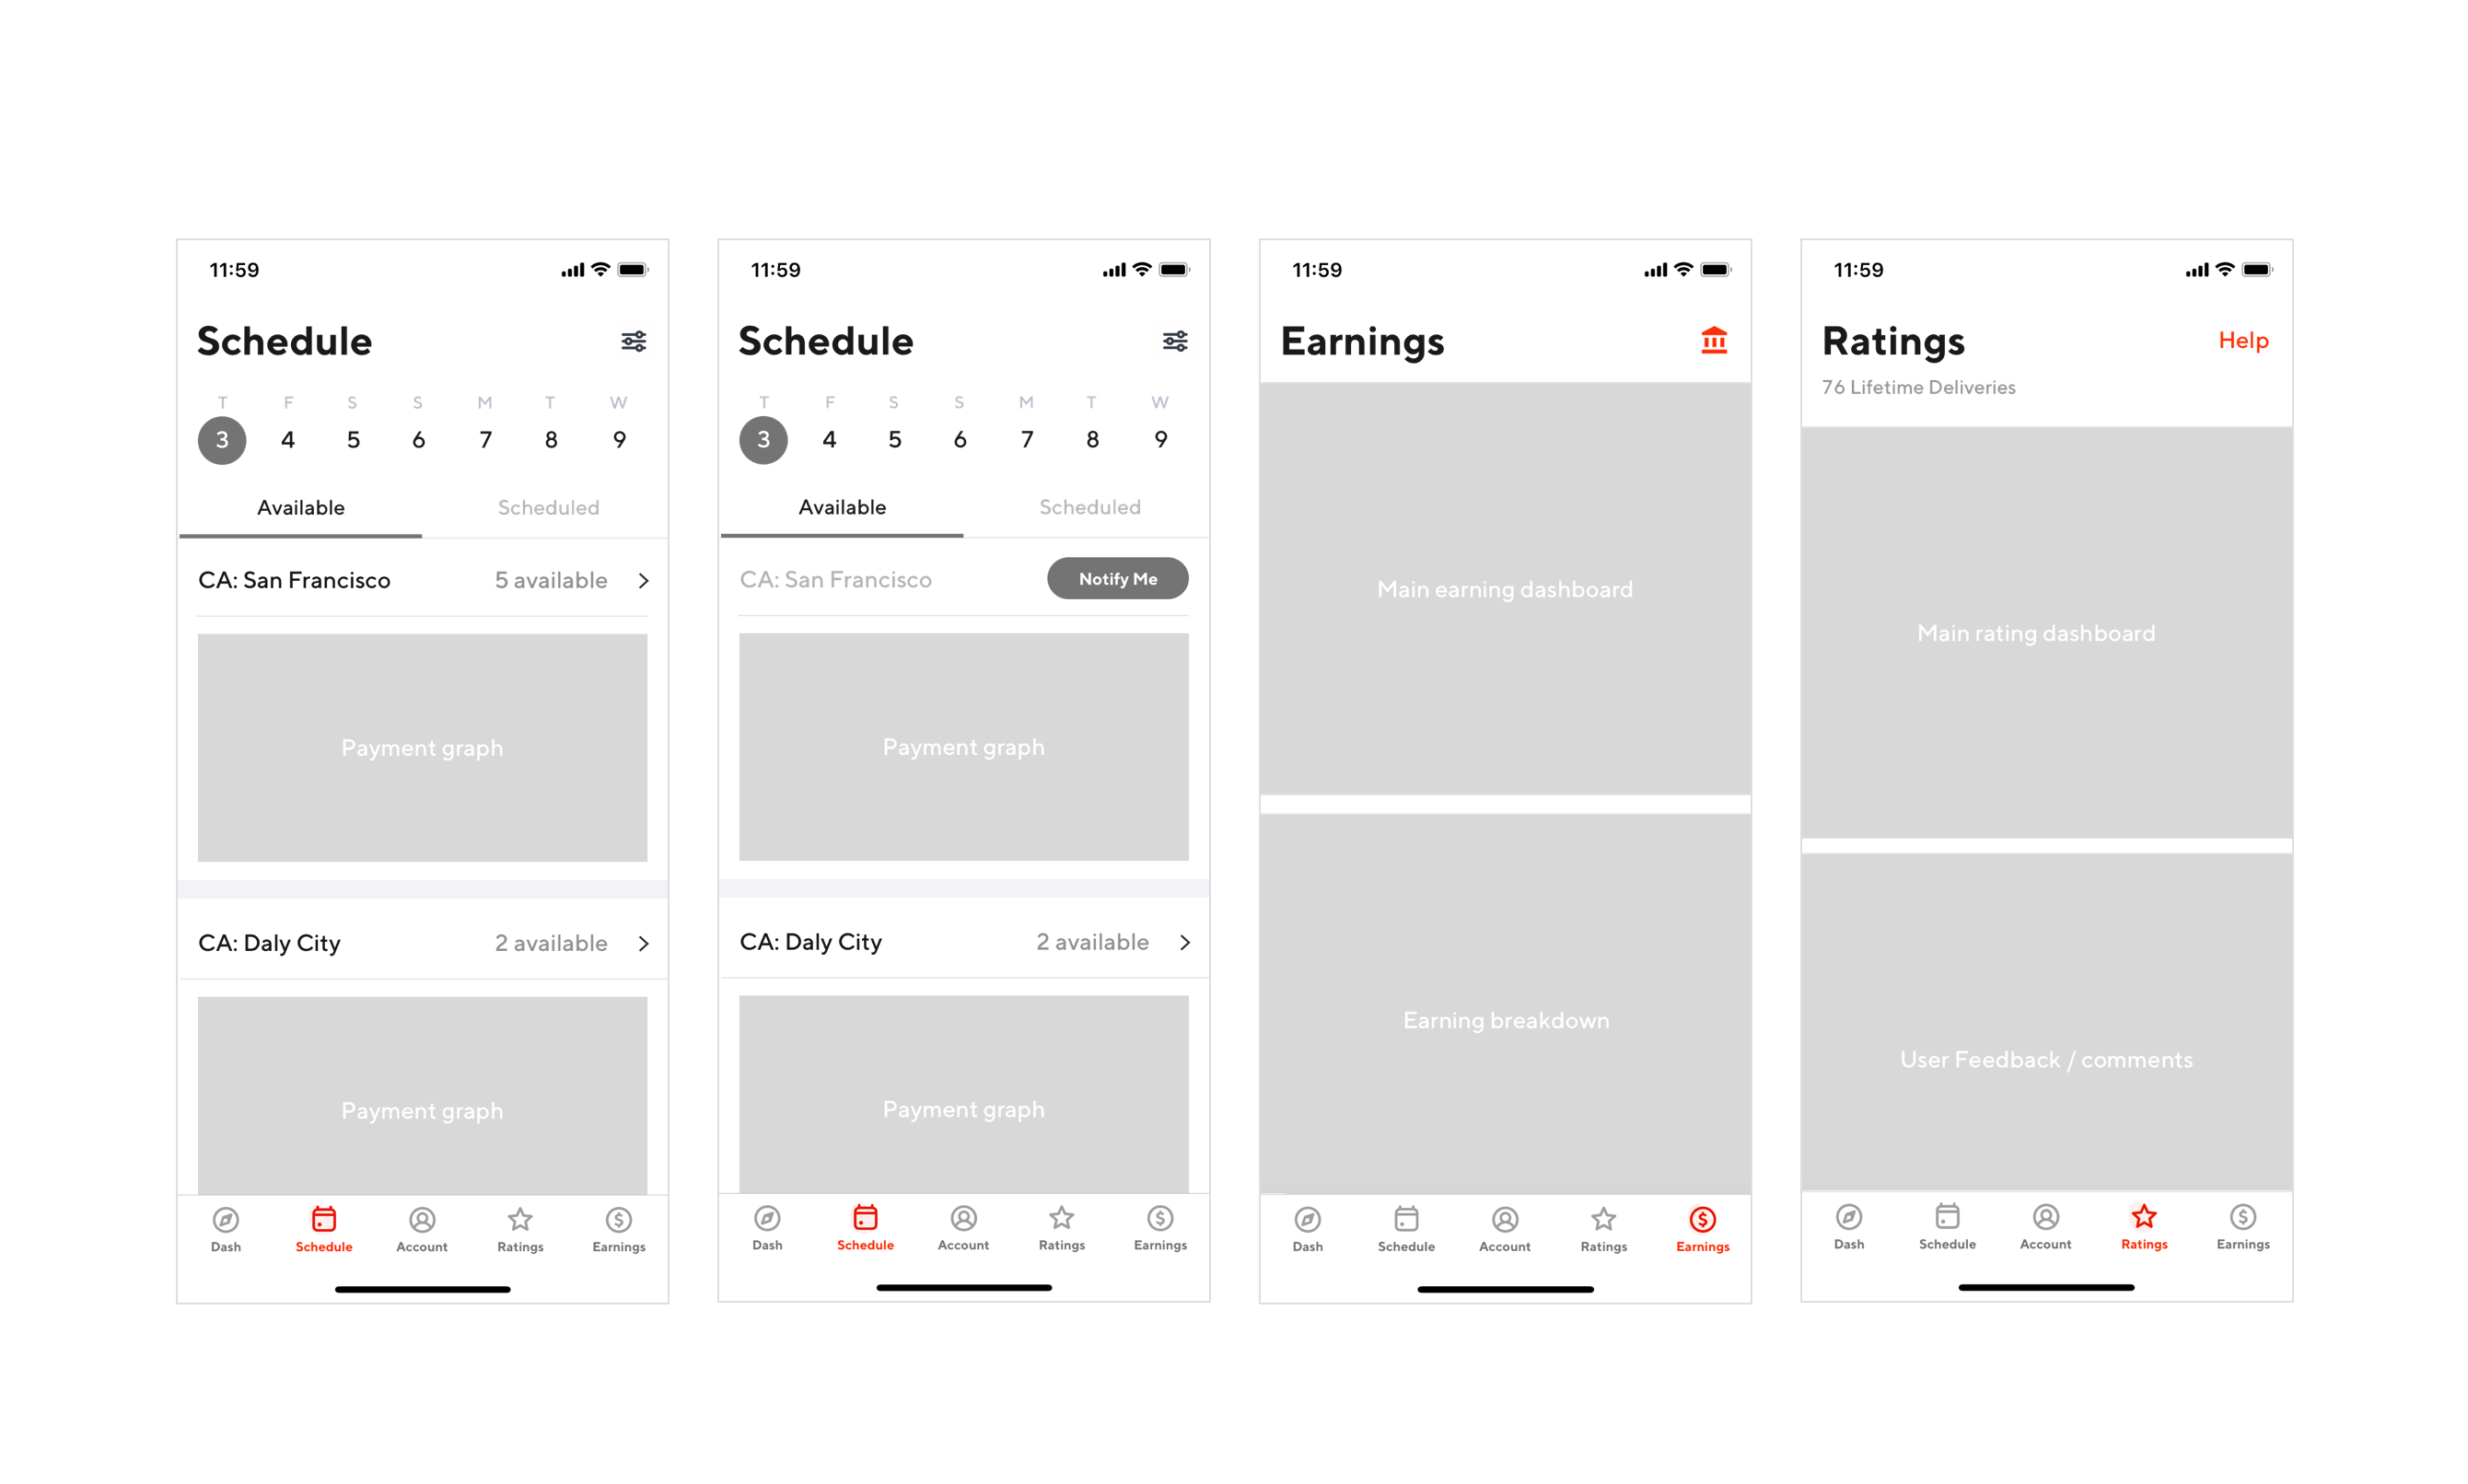 11:59
Schedule
T F S S M T W
3 4 5 6 7 8 9
Available Scheduled
CA: San Francisco 5 available
Payment graph
CA: Daly City 2 available
Payment graph
Dash Schedule Account Ratings Earnings
11:59
Schedule
T F S S M T W
3 4 5 6 7 8 9
Available Scheduled
CA: San Francisco Notify Me
Payment graph
CA: Daly City 2 available
Payment graph
Dash Schedule Account Ratings Earnings
11:59
Earnings
Main earning dashboard
Earning breakdown
Dash Schedule Account Ratings Earnings
11:59
Ratings Help
76 Lifetime Deliveries
Main rating dashboard
User Feedback / comments
Dash Schedule Account Ratings Earnings